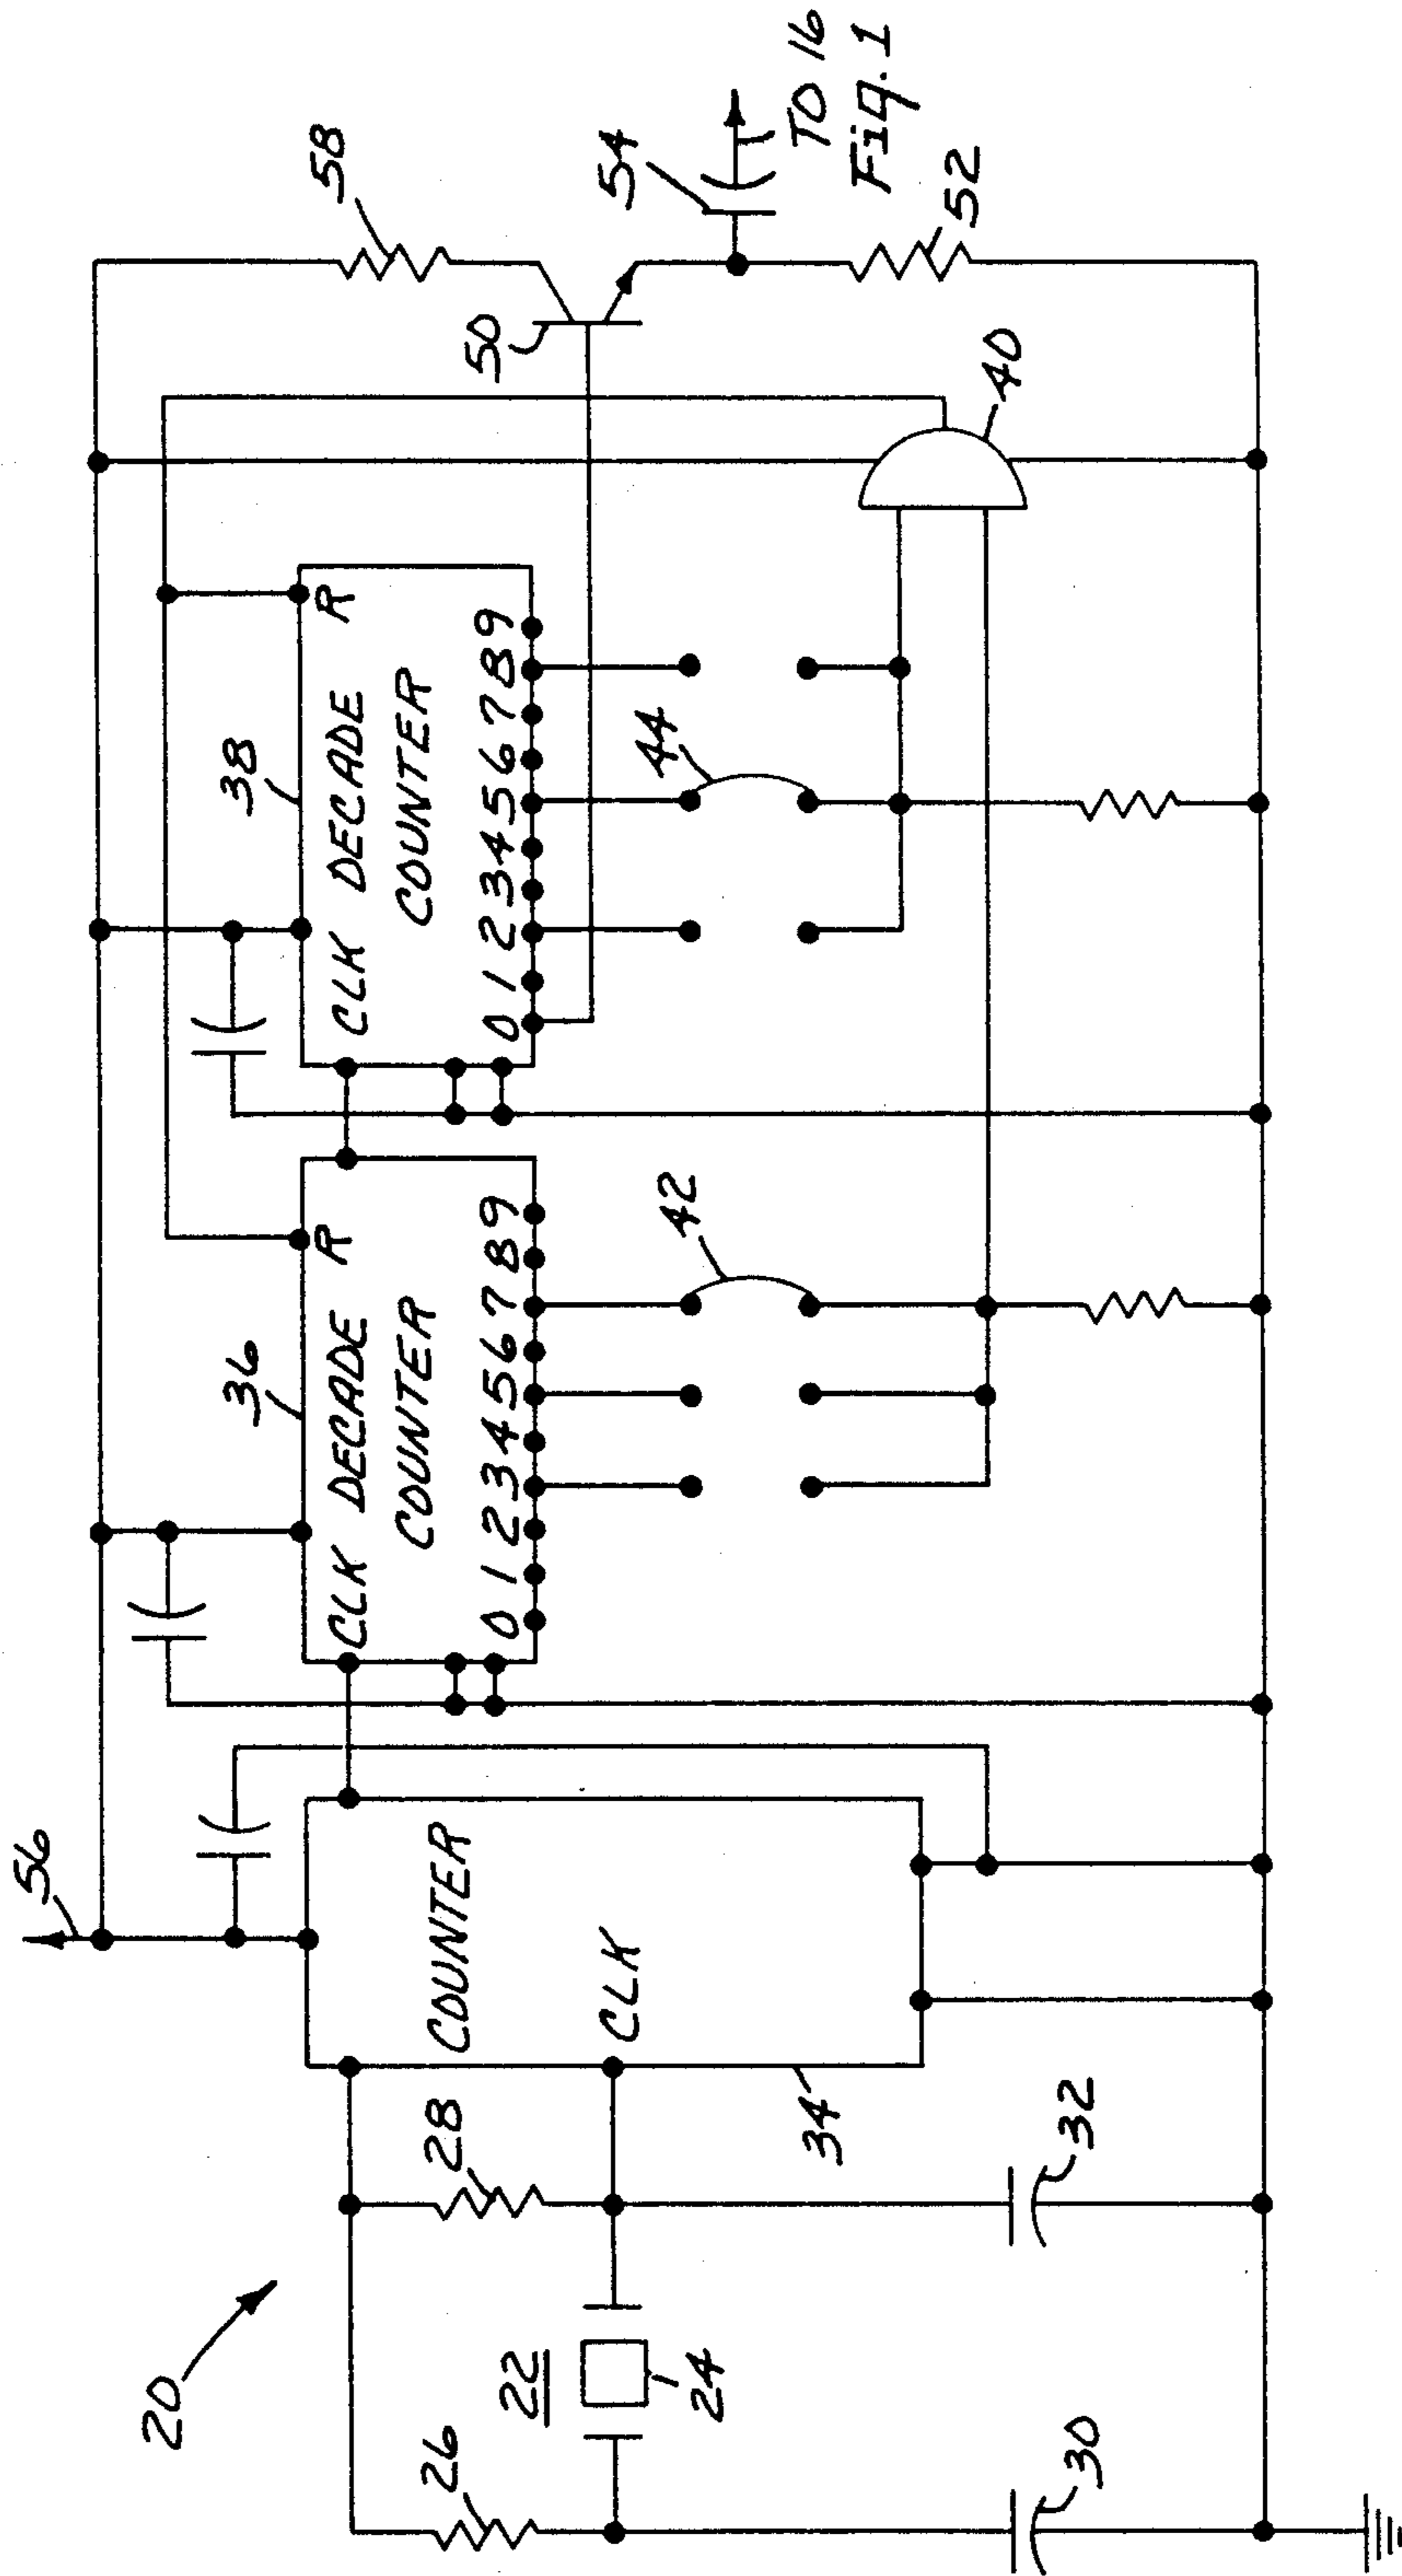 20
22
24
26
28
30
32
34
COUNTER
CLK
56
36
CLK DECADE R
COUNTER
0 1 2 3 4 5 6 7 8 9
42
38
CLK DECADE R
COUNTER
0 1 2 3 4 5 6 7 8 9
44
40
50
58
54
52
TO 16
Fig. 1